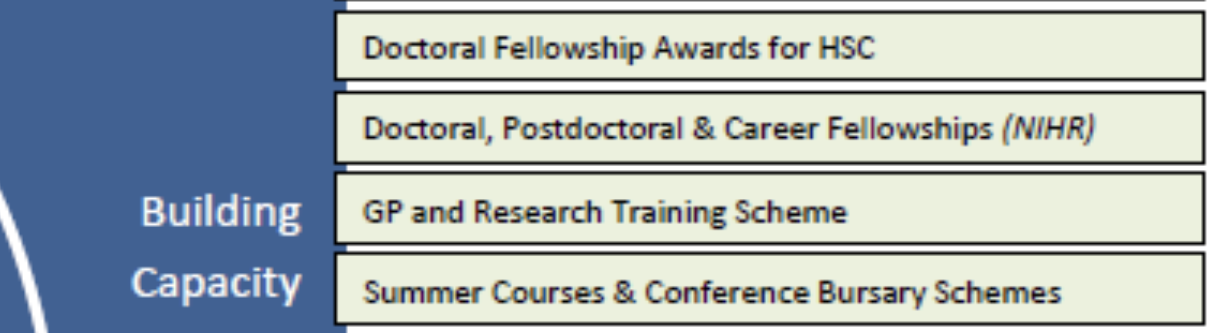 Doctoral Fellowship Awards for HSC
Doctoral, Postdoctoral & Career Fellowships (NIHR)
Building
GP and Research Training Scheme
Capacity
Summer Courses & Conference Bursary Schemes